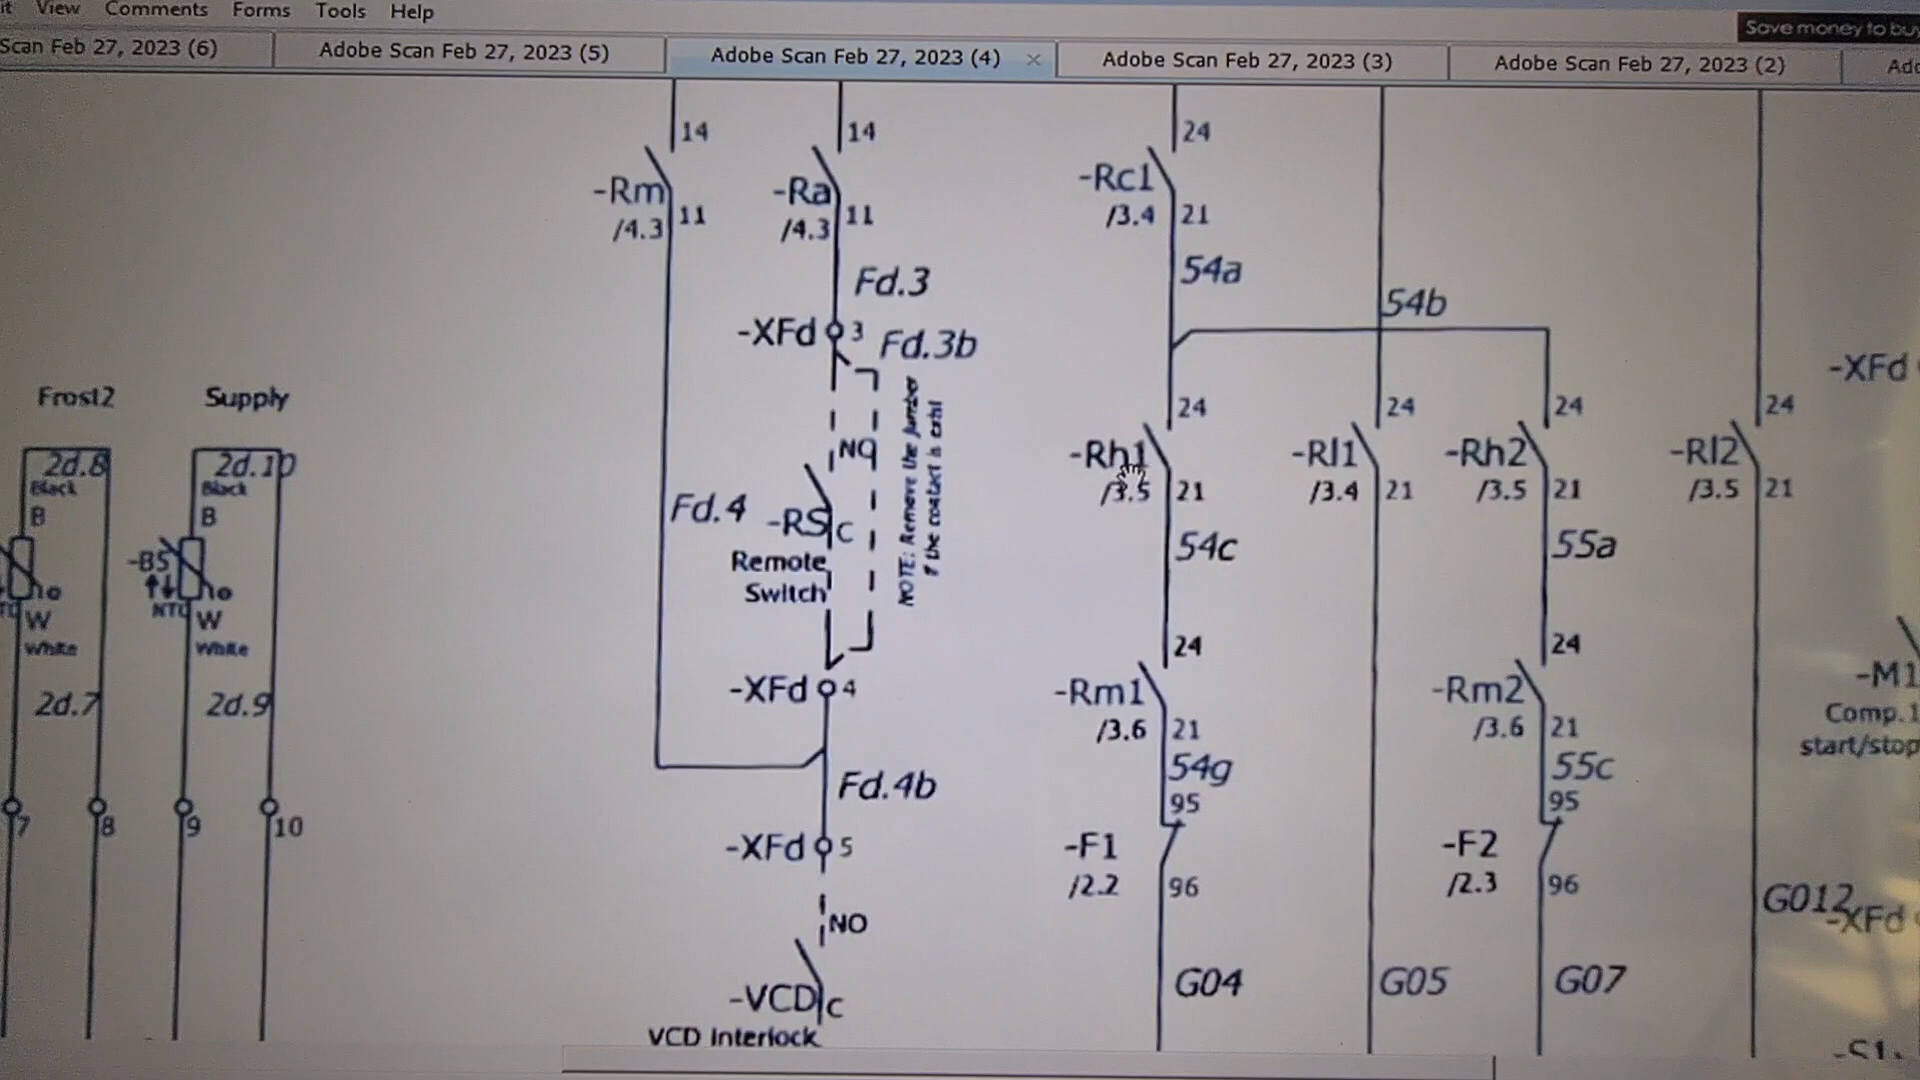 it View Comments Forms Tools Help
Save money to buy
Scan Feb 27, 2023 (6)
Adobe Scan Feb 27, 2023 (5)
Adobe Scan Feb 27, 2023 (4) ×
Adobe Scan Feb 27, 2023 (3)
Adobe Scan Feb 27, 2023 (2)
14 14 24
-Rm -Ra -Rc1
/4.3 11 /4.3 11 /3.4 21
Fd.3 54a
-XFd 3 Fd.3b 54b
-XFd
Frost2 Supply
24 24 24 24
NO
-Rh1 -Rl1 -Rh2 -Rl2
/3.5 21 /3.4 21 /3.5 21 /3.5 21
2d.8 2d.10
Black Black
B B
Fd.4 -RS C
54c 55a
-B5
Remote
Switch
NOTE: Remove the jumber
if the contact is exist
NTC
W W
White White
24 24
2d.7 2d.9
-XFd 4
-Rm1 -Rm2
/3.6 21 /3.6 21
-M1
Comp.1
start/stop
54g 55c
Fd.4b
95 95
7 8 9 10
-XFd 5
-F1 -F2
/2.2 96 /2.3 96
G012
-XFd
NO
G04 G05 G07
-VCD C
VCD Interlock
-S1